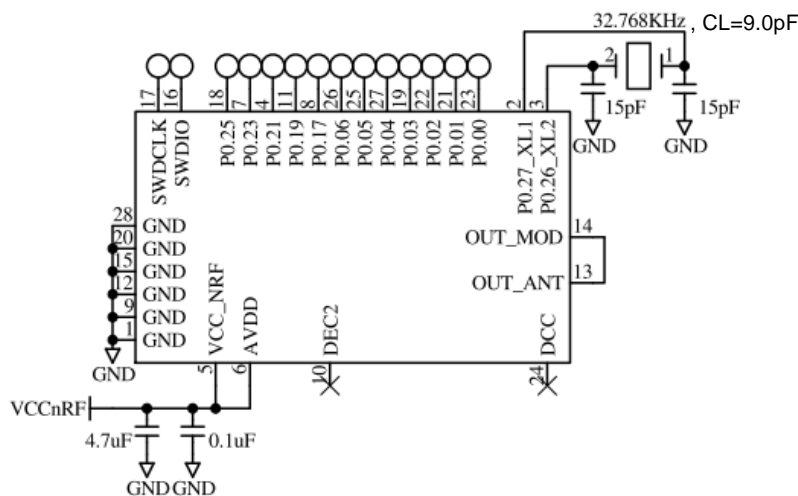 32.768KHz , CL=9.0pF
2 1
15pF 15pF
GND GND
17 16 18 7 4 11 8 26 25 27 19 22 21 23 2 3
SWDCLK
SWDIO
P0.25
P0.23
P0.21
P0.19
P0.17
P0.06
P0.05
P0.04
P0.03
P0.02
P0.01
P0.00
P0.27_XL1
P0.26_XL2
28 GND
20 GND
15 GND
12 GND
9 GND
1 GND
GND
OUT_MOD 14
OUT_ANT 13
VCC_NRF
AVDD
DEC2
DCC
5 6 10 24
VCCnRF
4.7uF 0.1uF
GND GND